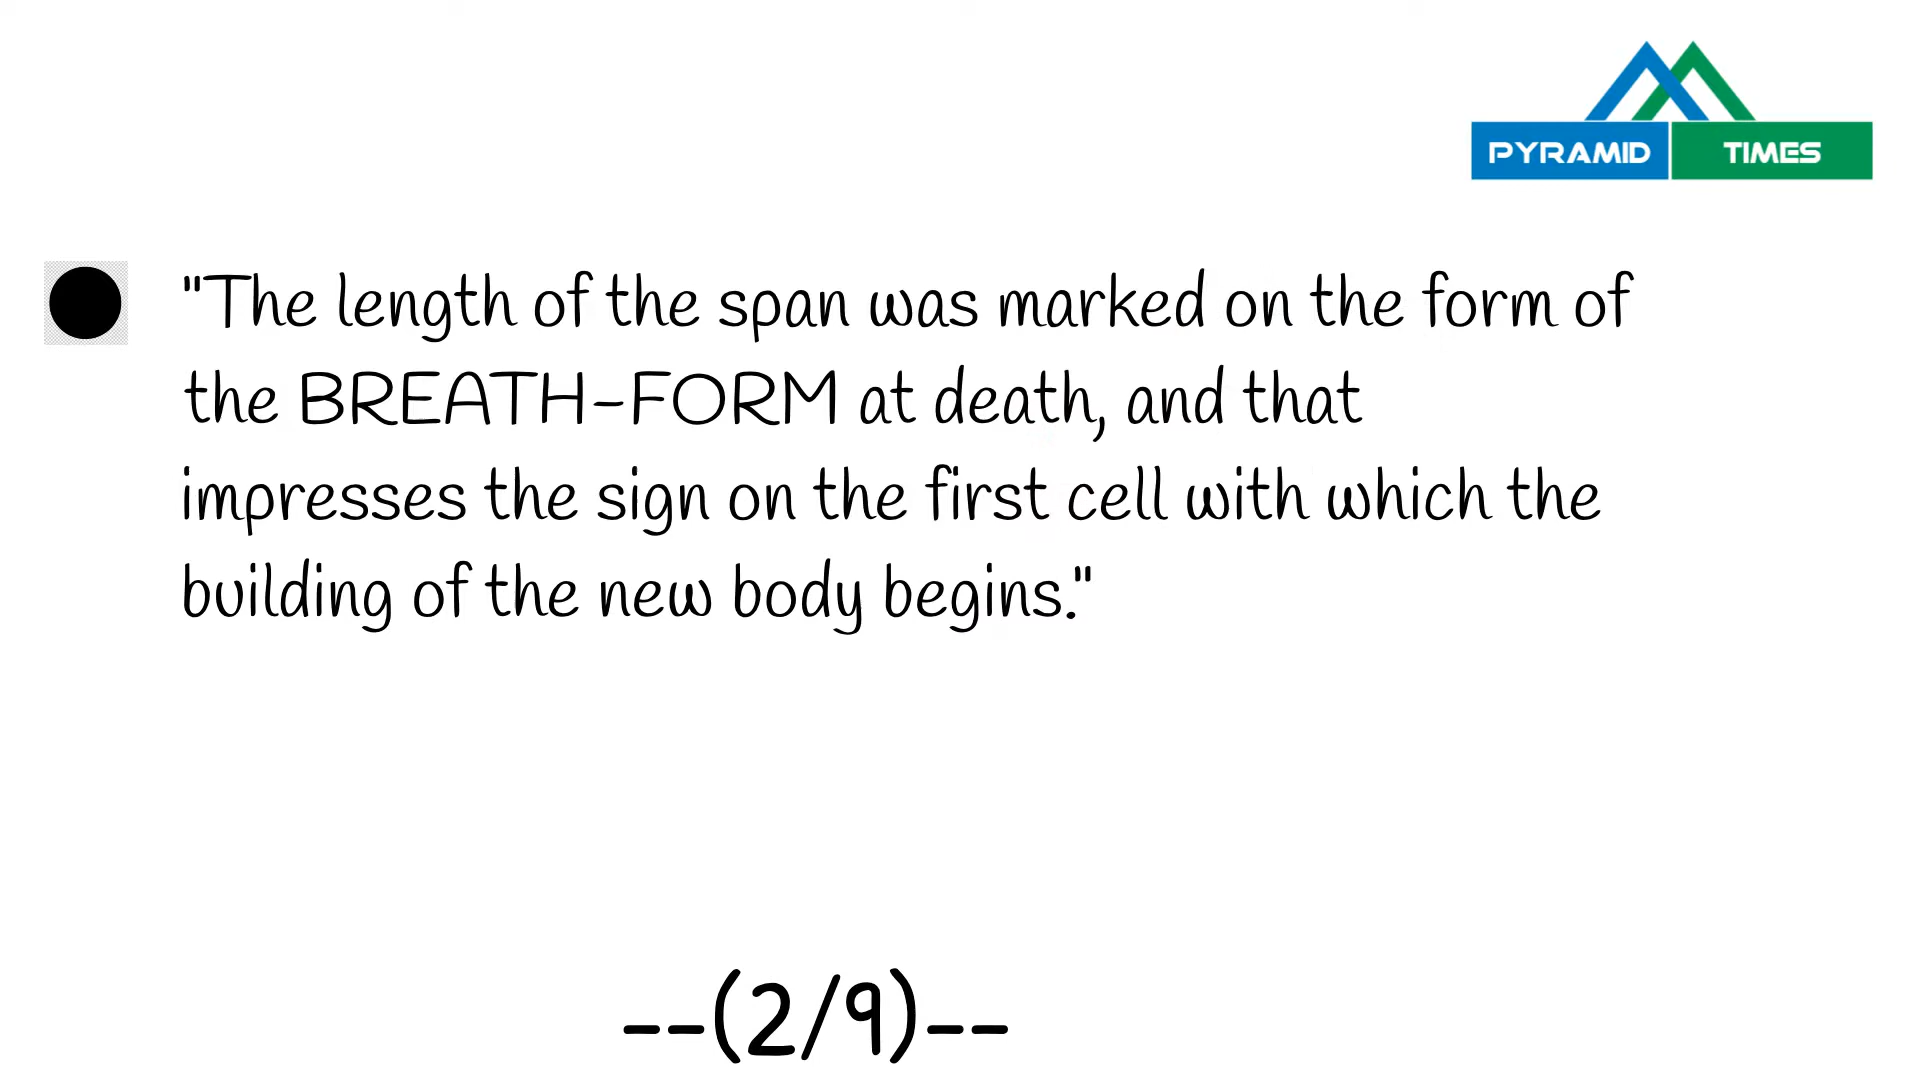 PYRAMID TIMES
"The length of the span was marked on the form of
the BREATH-FORM at death, and that
impresses the sign on the first cell with which the
building of the new body begins."
--(2/9)--